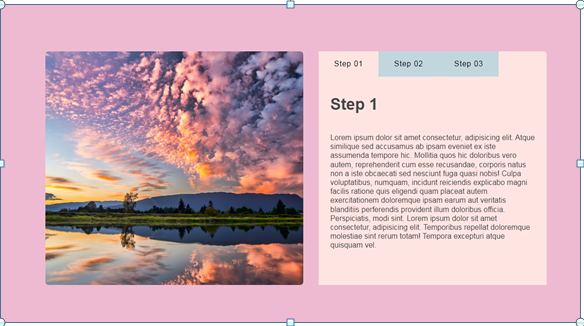 Step 01
Step 02
Step 03
Step 1
Lorem ipsum dolor sit amet consectetur, adipisicing elit. Atque
similique sed accusamus ab ipsam eveniet ex iste
assumenda tempore hic. Mollitia quos hic doloribus vero
autem, reprehenderit cum esse recusandae, corporis natus
non a iste obcaecati sed nesciunt fuga quasi nobis! Culpa
voluptatibus, numquam, incidunt reiciendis explicabo magni
facilis ratione quis eligendi quam placeat autem
exercitationem doloremque ipsam earum aut veritatis
blanditiis perferendis provident illum doloribus officia.
Perspiciatis, modi sint. Lorem ipsum dolor sit amet
consectetur, adipisicing elit. Temporibus repellat doloremque
molestiae sint rerum totam! Tempora excepturi atque
quisquam vel.